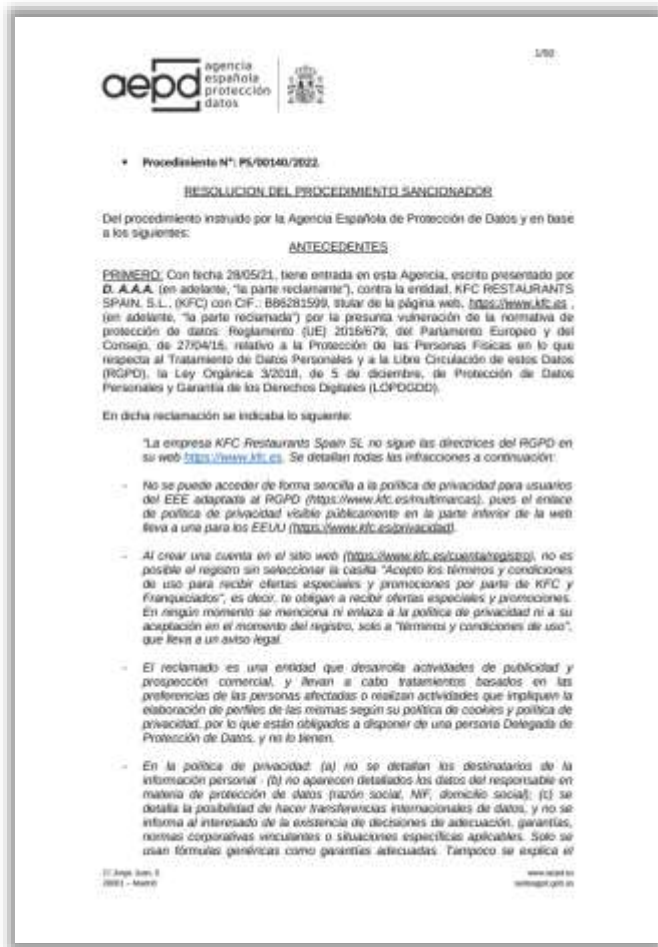 1/50
aepd agencia
española
protección
datos
• Procedimiento Nº: PS/00140/2022.
RESOLUCION DEL PROCEDIMIENTO SANCIONADOR
Del procedimiento instruido por la Agencia Española de Protección de Datos y en base
a los siguientes:
ANTECEDENTES
PRIMERO: Con fecha 28/05/21, tiene entrada en esta Agencia, escrito presentado por
D. A.A.A. (en adelante, "la parte reclamante"), contra la entidad, KFC RESTAURANTS
SPAIN, S.L., (KFC) con CIF.: B86281599, titular de la página web, https://www.kfc.es ,
(en adelante, "la parte reclamada") por la presunta vulneración de la normativa de
protección de datos: Reglamento (UE) 2016/679, del Parlamento Europeo y del
Consejo, de 27/04/16, relativo a la Protección de las Personas Físicas en lo que
respecta al Tratamiento de Datos Personales y a la Libre Circulación de estos Datos
(RGPD), la Ley Orgánica 3/2018, de 5 de diciembre, de Protección de Datos
Personales y Garantía de los Derechos Digitales (LOPDGDD).
En dicha reclamación se indicaba lo siguiente:
"La empresa KFC Restaurants Spain SL no sigue las directrices del RGPD en
su web https://www.kfc.es. Se detallan todas las infracciones a continuación:
- No se puede acceder de forma sencilla a la política de privacidad para usuarios
del EEE adaptada al RGPD (https://www.kfc.es/multimarcas), pues el enlace
de política de privacidad visible públicamente en la parte inferior de la web
lleva a una para los EEUU (https://www.kfc.es/privacidad).
- Al crear una cuenta en el sitio web (https://www.kfc.es/cuenta/registro), no es
posible el registro sin seleccionar la casilla "Acepto los términos y condiciones
de uso para recibir ofertas especiales y promociones por parte de KFC y
Franquiciados", es decir, te obligan a recibir ofertas especiales y promociones.
En ningún momento se menciona ni enlaza a la política de privacidad ni a su
aceptación en el momento del registro, solo a "términos y condiciones de uso",
que lleva a un aviso legal.
- El reclamado es una entidad que desarrolla actividades de publicidad y
prospección comercial, y llevan a cabo tratamientos basados en las
preferencias de las personas afectadas o realizan actividades que impliquen la
elaboración de perfiles de las mismas según su política de cookies y política de
privacidad, por lo que están obligados a disponer de una persona Delegada de
Protección de Datos, y no lo tienen.
- En la política de privacidad: (a) no se detallan los destinatarios de la
información personal - (b) no aparecen detallados los datos del responsable en
materia de protección de datos (razón social, NIF, domicilio social); (c) se
detalla la posibilidad de hacer transferencias internacionales de datos, y no se
informa al interesado de la existencia de decisiones de adecuación, garantías,
normas corporativas vinculantes o situaciones específicas aplicables. Solo se
usan fórmulas genéricas como garantías adecuadas. Tampoco se explica el
C/ Jorge Juan, 6
28001 – Madrid
www.aepd.es
sedeagpd.gob.es